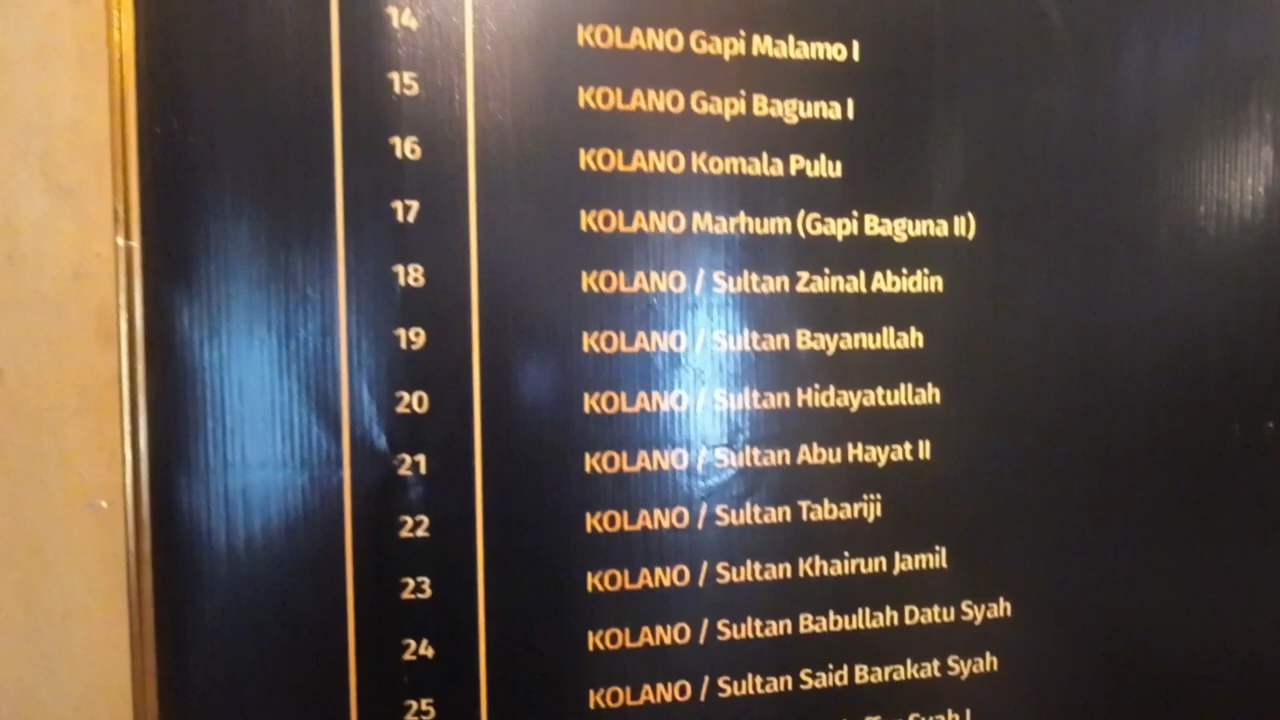 14 KOLANO Gapi Malamo I
15 KOLANO Gapi Baguna I
16 KOLANO Komala Pulu
17 KOLANO Marhum (Gapi Baguna II)
18 KOLANO / Sultan Zainal Abidin
19 KOLANO / Sultan Bayanullah
20 KOLANO / Sultan Hidayatullah
21 KOLANO / Sultan Abu Hayat II
22 KOLANO / Sultan Tabariji
23 KOLANO / Sultan Khairun Jamil
24 KOLANO / Sultan Babullah Datu Syah
25 KOLANO / Sultan Said Barakat Syah
Syah I